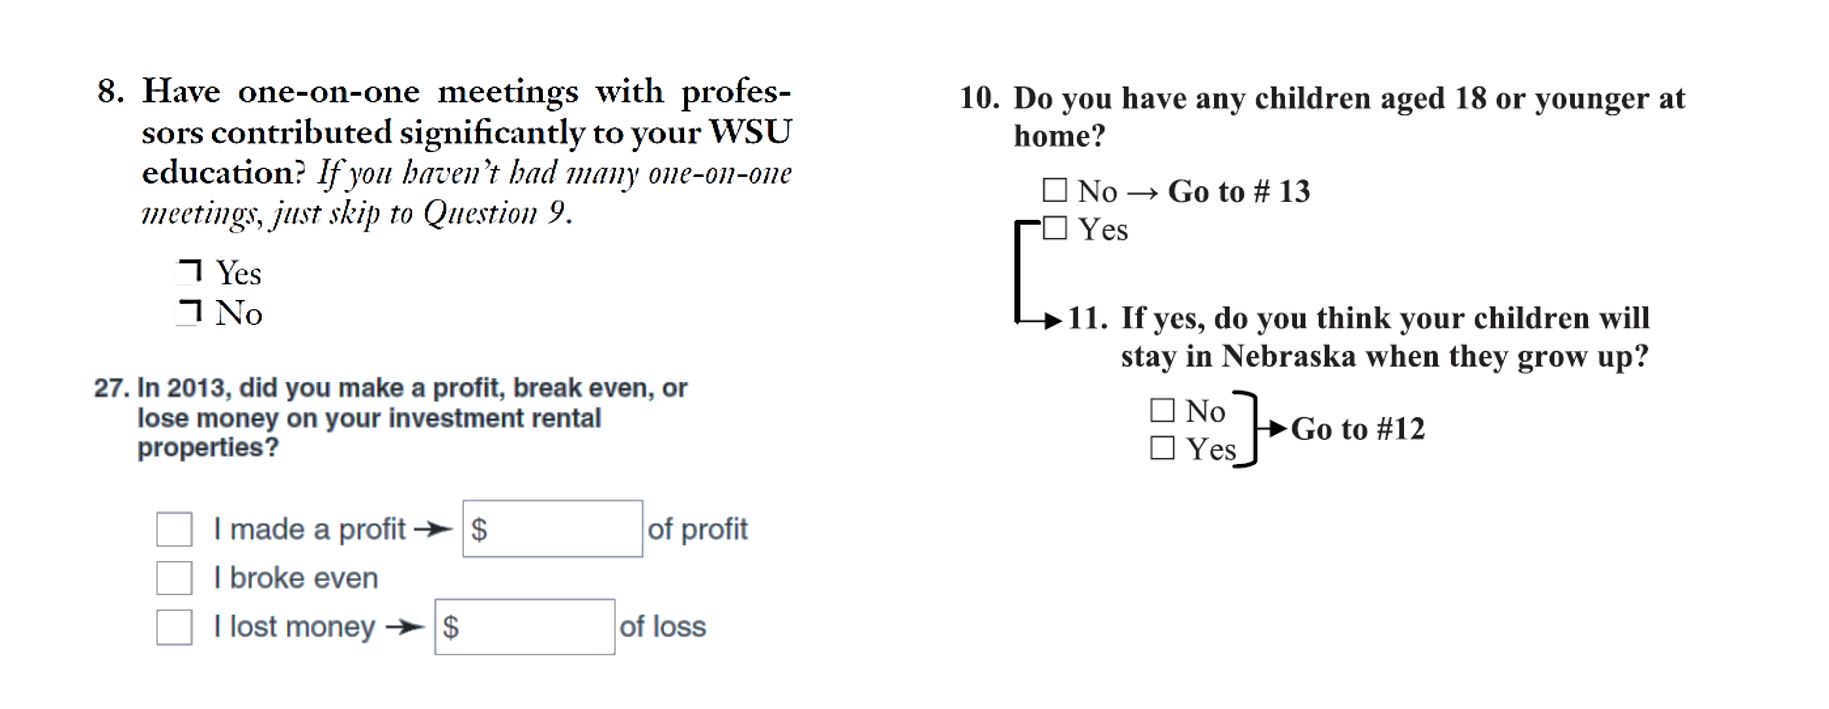 8. Have one-on-one meetings with profes-
sors contributed significantly to your WSU
education? If you haven't had many one-on-one
meetings, just skip to Question 9.
Yes
No
27. In 2013, did you make a profit, break even, or
lose money on your investment rental
properties?
I made a profit → $ of profit
I broke even
I lost money → $ of loss
10. Do you have any children aged 18 or younger at
home?
No → Go to # 13
Yes
11. If yes, do you think your children will
stay in Nebraska when they grow up?
No
Yes
Go to #12